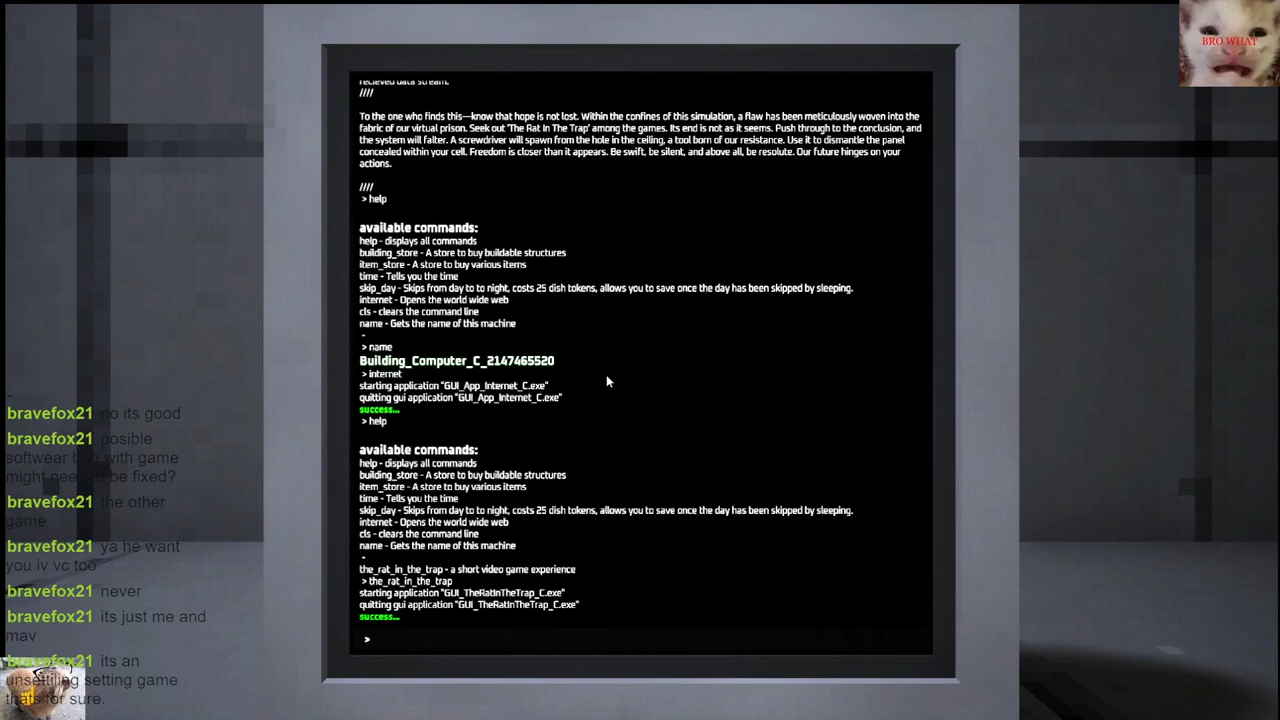 recieved data stream.
////
To the one who finds this—know that hope is not lost. Within the confines of this simulation, a flaw has been meticulously woven into the
fabric of our virtual prison. Seek out 'The Rat In The Trap' among the games. Its end is not as it seems. Push through to the conclusion, and
the system will falter. A screwdriver will spawn from the hole in the ceiling, a tool born of our resistance. Use it to dismantle the panel
concealed within your cell. Freedom is closer than it appears. Be swift, be silent, and above all, be resolute. Our future hinges on your
actions.
////
> help
available commands:
help - displays all commands
building_store - A store to buy buildable structures
item_store - A store to buy various items
time - Tells you the time
skip_day - Skips from day to to night, costs 25 dish tokens, allows you to save once the day has been skipped by sleeping.
internet - Opens the world wide web
cls - clears the command line
name - Gets the name of this machine
-
> name
Building_Computer_C_2147465520
> internet
starting application "GUI_App_Internet_C.exe"
quitting gui application "GUI_App_Internet_C.exe"
success...
> help
available commands:
help - displays all commands
building_store - A store to buy buildable structures
item_store - A store to buy various items
time - Tells you the time
skip_day - Skips from day to to night, costs 25 dish tokens, allows you to save once the day has been skipped by sleeping.
internet - Opens the world wide web
cls - clears the command line
name - Gets the name of this machine
-
the_rat_in_the_trap - a short video game experience
> the_rat_in_the_trap
starting application "GUI_TheRatInTheTrap_C.exe"
quitting gui application "GUI_TheRatInTheTrap_C.exe"
success...
>
BRO WHAT
bravefox21 no its good
bravefox21 posible
softwear bug with game
might need to be fixed?
bravefox21 the other
game
bravefox21 ya he want
you iv vc too
bravefox21 never
bravefox21 its just me and
mav
bravefox21 its an
unsettiling setting game
thats for sure.